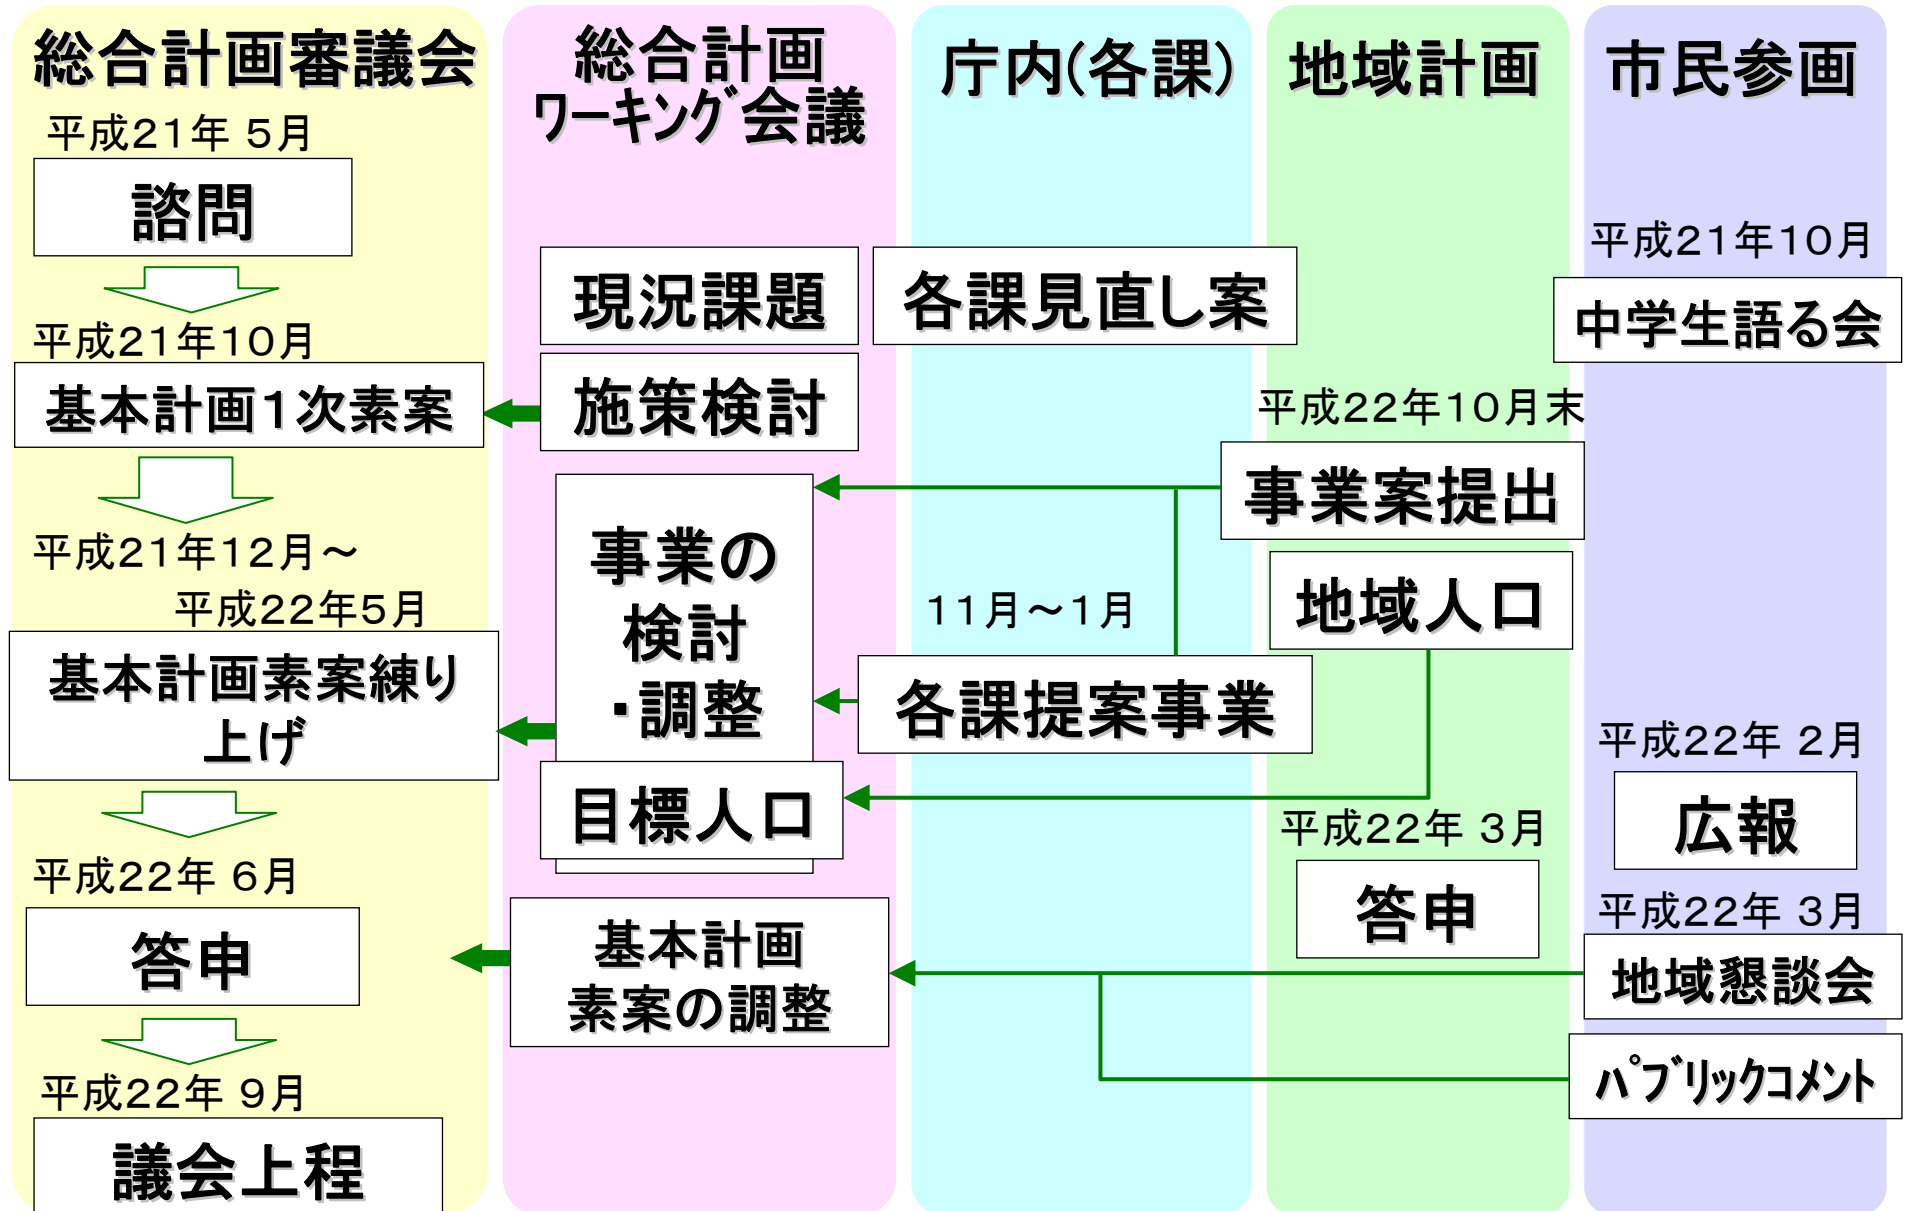 総合計画審議会
平成21年 5月
諮問
平成21年10月
基本計画1次素案
平成21年12月～
平成22年5月
基本計画素案練り
上げ
平成22年 6月
答申
平成22年 9月
議会上程
総合計画
ﾜｰｷﾝｸﾞ会議
現況課題
施策検討
事業の
検討
・調整
目標人口
基本計画
素案の調整
庁内(各課)
各課見直し案
11月～1月
各課提案事業
地域計画
平成22年10月末
事業案提出
地域人口
平成22年 3月
答申
市民参画
平成21年10月
中学生語る会
平成22年 2月
広報
平成22年 3月
地域懇談会
ﾊﾟﾌﾞﾘｯｸｺﾒﾝﾄ